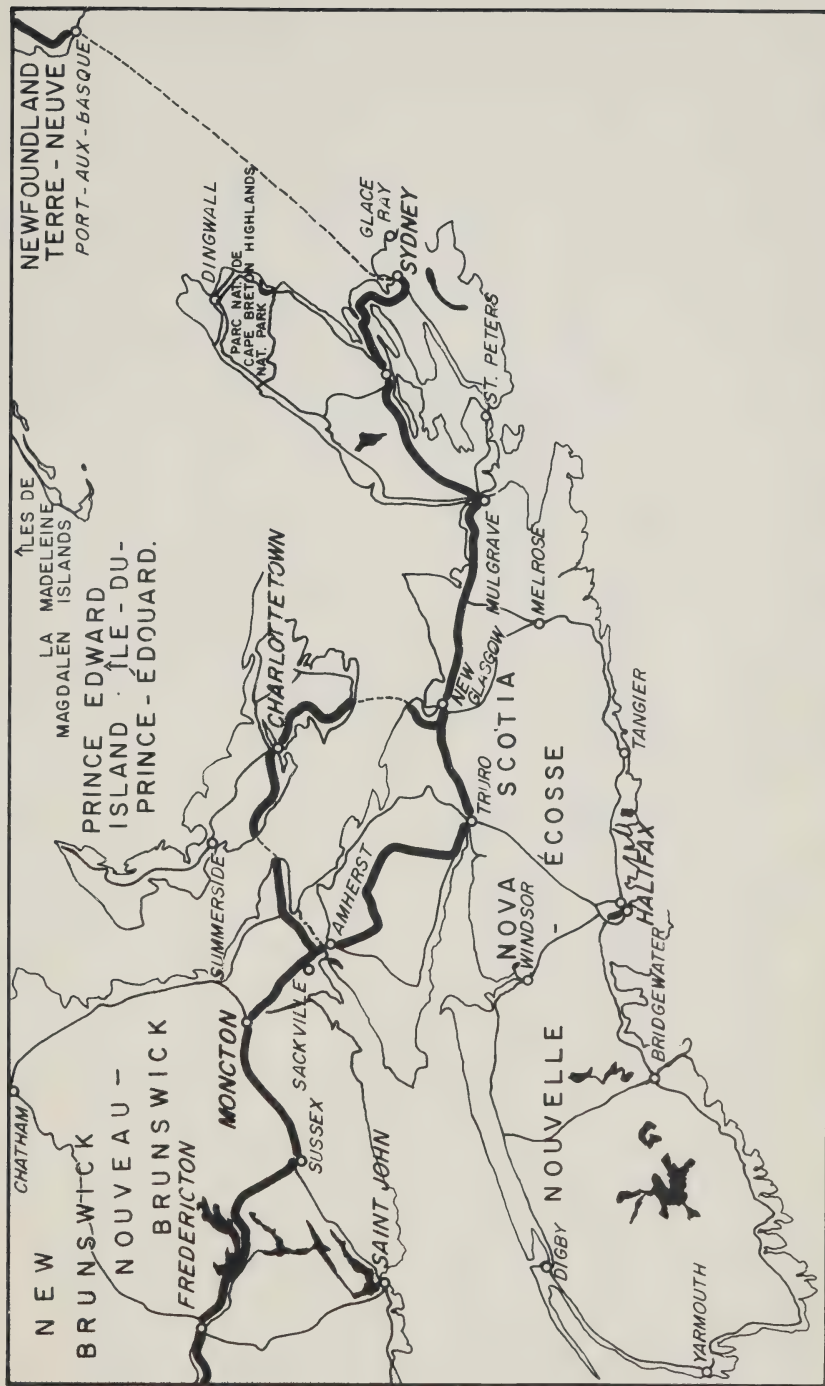 NEWFOUNDLAND
TERRE - NEUVE
PORT-AUX-BASQUE
ÎLES DE
LA MADELEINE
MAGDALEN ISLANDS
PRINCE EDWARD
ISLAND . ÎLE - DU-
PRINCE - ÉDOUARD.
DINGWALL
PARC NAT. DE
CAPE BRETON HIGHLANDS
NAT. PARK
GLACE
RAY
SYDNEY
ST. PETERS
CHARLOTTETOWN
SUMMERSIDE
MULGRAVE
MELROSE
NEW
GLASGOW
CHATHAM
NEW
BRUNSWICK
NOUVEAU -
BRUNSWICK
FREDERICTON
MONCTON
SACKVILLE
AMHERST
SUSSEX
SAINT JOHN
TRURO
NOVA SCOTIA
NOUVELLE - ÉCOSSE
WINDSOR
TANGIER
HALIFAX
BRIDGEWATER
DIGBY
YARMOUTH